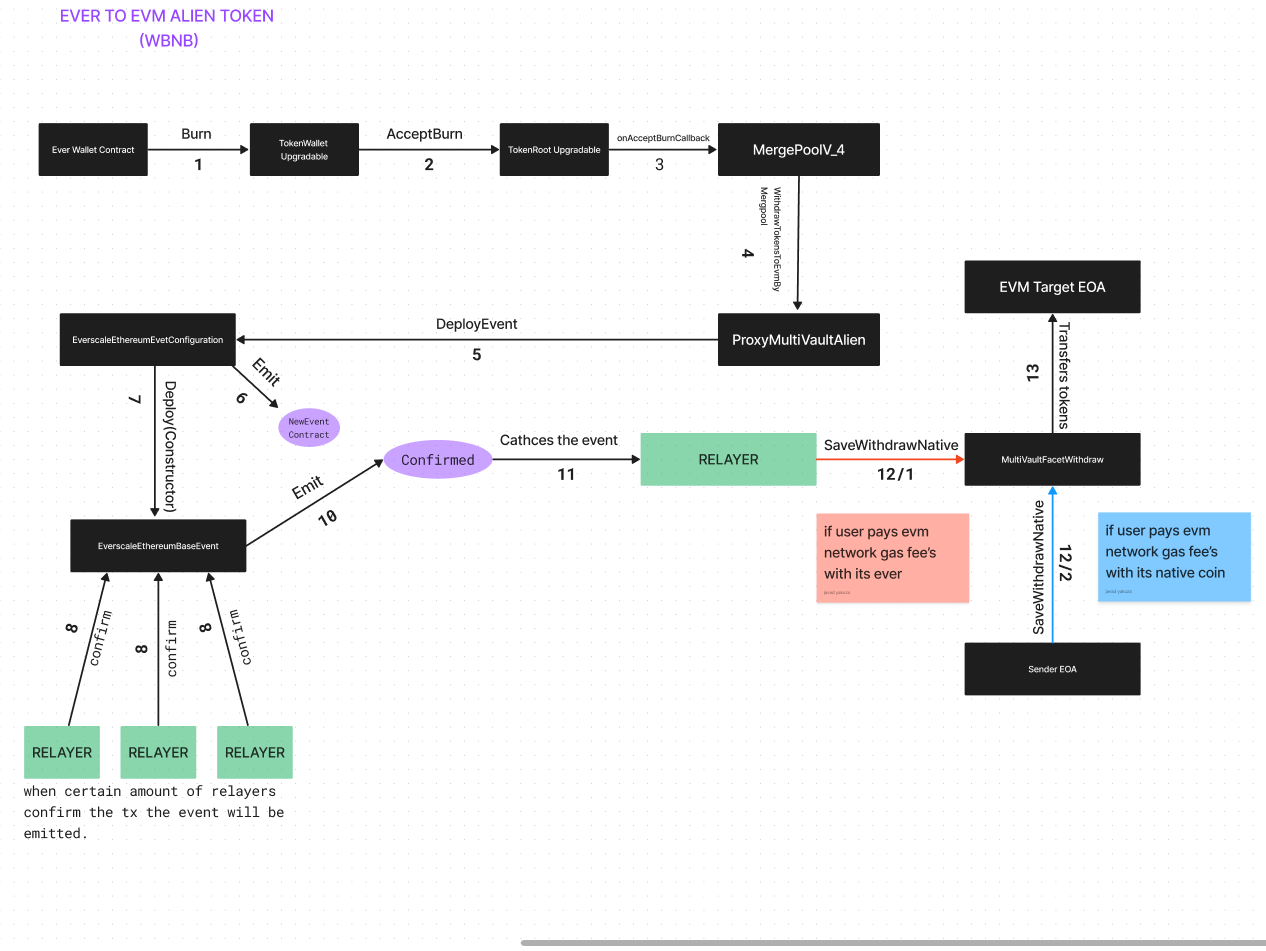 EVER TO EVM ALIEN TOKEN
(WBNB)
Ever Wallet Contract
Burn
1
TokenWallet
Upgradable
AcceptBurn
2
TokenRoot Upgradable
onAcceptBurnCallback
3
MergePoolV_4
WithdrawTokensToEvmBy
Mergpool
4
EVM Target EOA
EverscaleEthereumEvetConfiguration
DeployEvent
5
ProxyMultiVaultAlien
Transfers tokens
13
Emit
6
NewEvent
Contract
7
Deploy(Constructor)
Confirmed
Cathces the event
11
RELAYER
SaveWithdrawNative
12/1
MultiVaultFacetWithdraw
Emit
10
EverscaleEthereumBaseEvent
if user pays evm
network gas fee's
with its ever
SaveWithdrawNative
12/2
if user pays evm
network gas fee's
with its native coin
8
confirm
8
confirm
8
confirm
Sender EOA
RELAYER
RELAYER
RELAYER
when certain amount of relayers
confirm the tx the event will be
emitted.